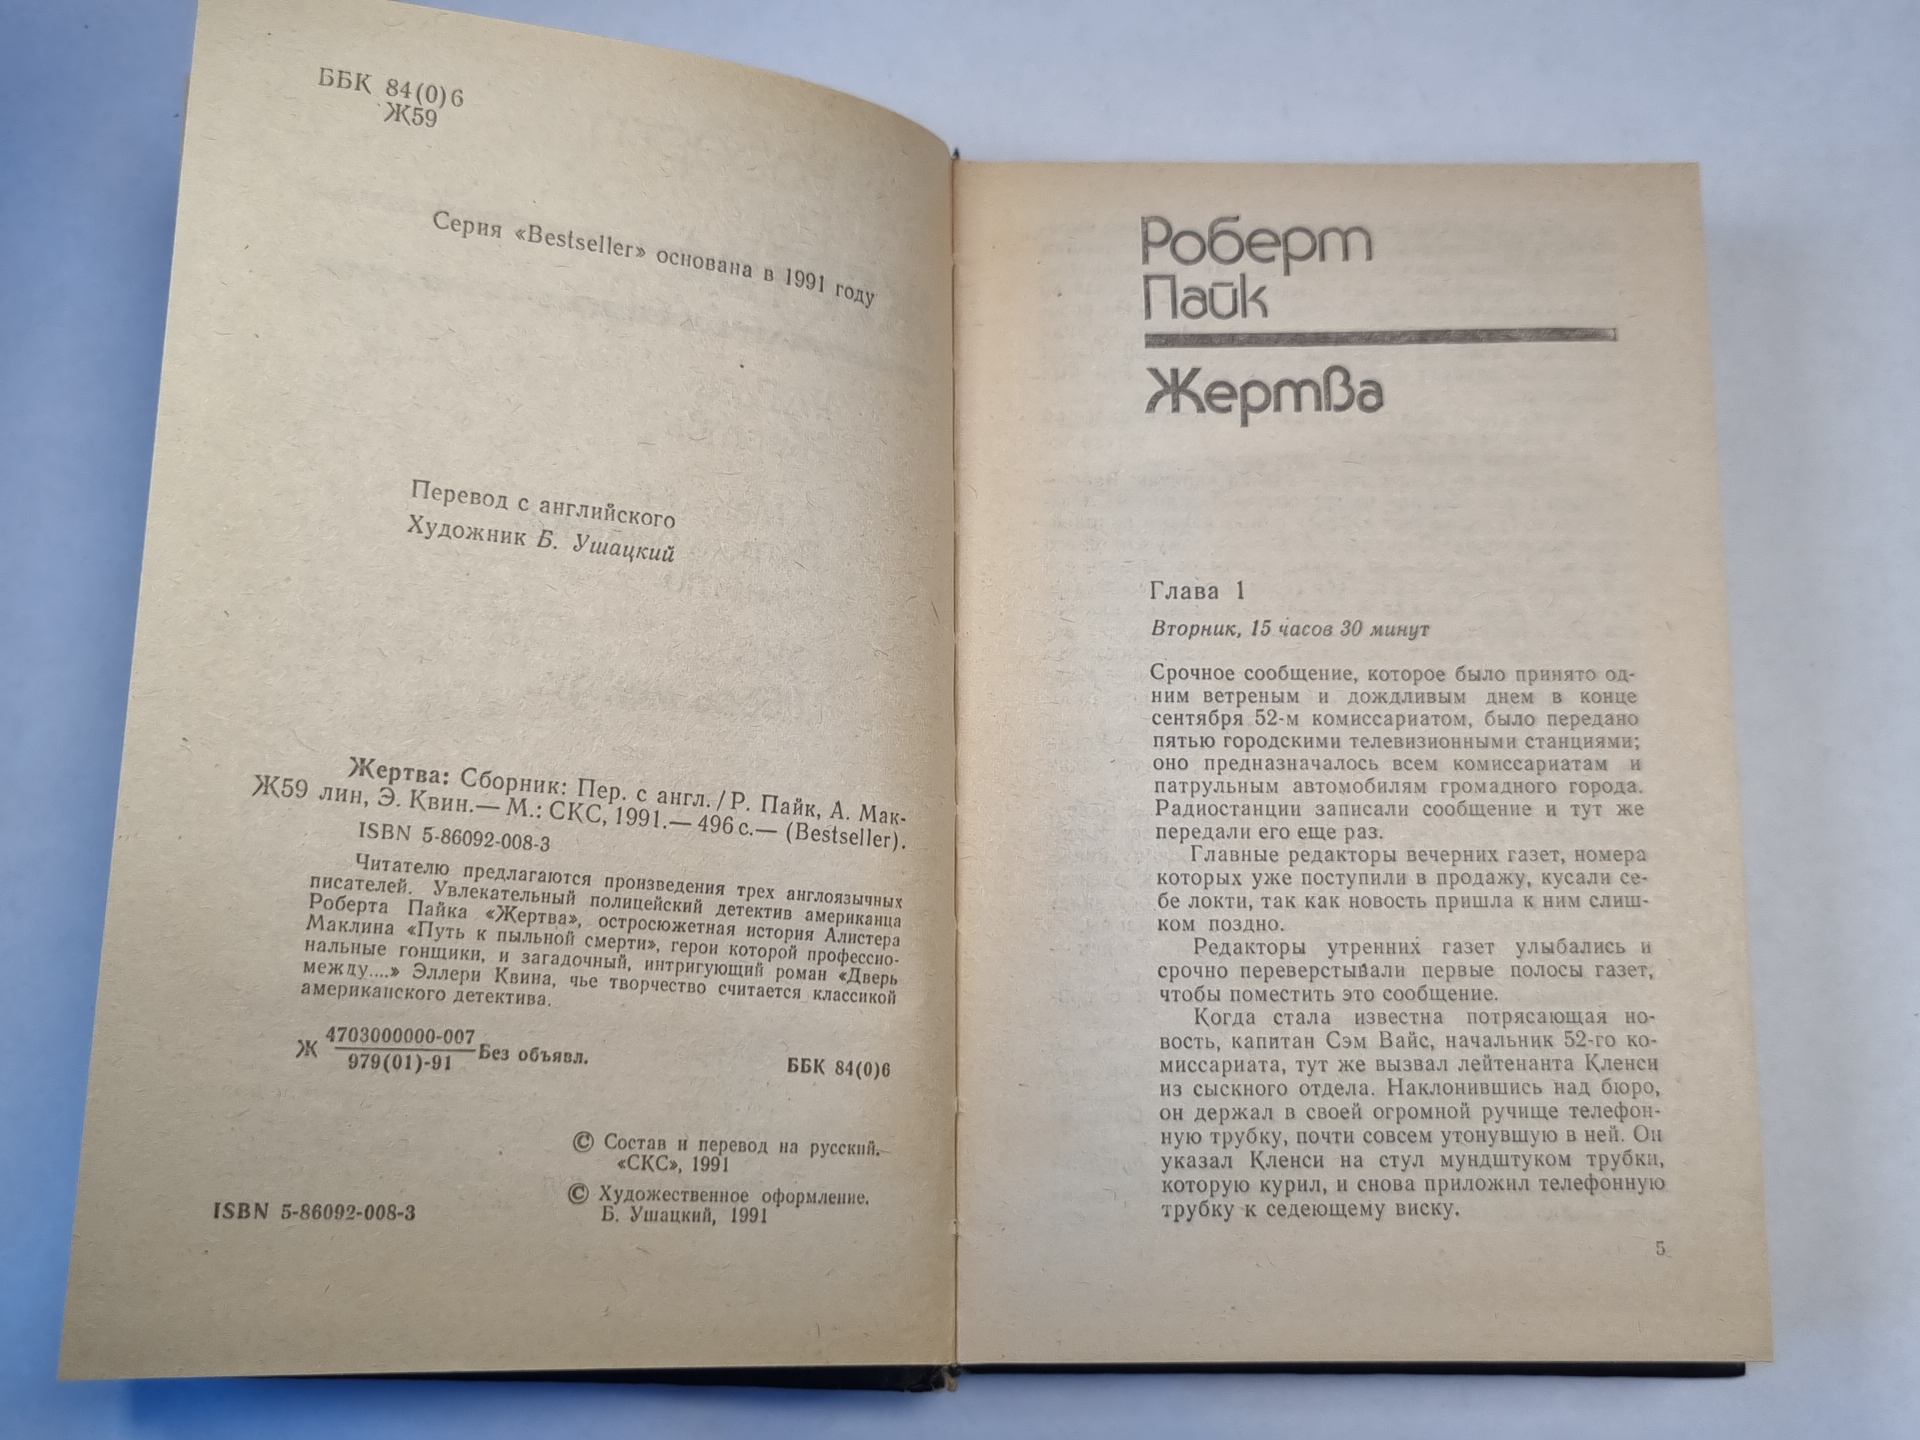 ББК 84(0)6
Ж59
Серия «Bestseller» основана в 1991 году
Перевод с английского
Художник Б. Ушацкий
Жертва: Сборник: Пер. с англ./Р. Пайк, А. Мак-
Ж59 лин, Э. Квин.— М.: СКС, 1991.— 496 с.— (Bestseller).
ISBN 5-86092-008-3
Читателю предлагаются произведения трех англоязычных
писателей. Увлекательный полицейский детектив американца
Роберта Пайка «Жертва», остросюжетная история Алистера
Маклина «Путь к пыльной смерти», герои которой профессио-
нальные гонщики, и загадочный, интригующий роман «Дверь
между....» Эллери Квина, чье творчество считается классикой
американского детектива.
Ж 4703000000-007
979(01)-91 Без объявл.
ББК 84(0)6
© Состав и перевод на русский.—
«СКС», 1991
© Художественное оформление.
Б. Ушацкий, 1991
ISBN 5-86092-008-3
Роберт
Пайк
Жертва
Глава 1
Вторник, 15 часов 30 минут
Срочное сообщение, которое было принято од-
ним ветреным и дождливым днем в конце
сентября 52-м комиссариатом, было передано
пятью городскими телевизионными станциями;
оно предназначалось всем комиссариатам и
патрульным автомобилям громадного города.
Радиостанции записали сообщение и тут же
передали его еще раз.
Главные редакторы вечерних газет, номера
которых уже поступили в продажу, кусали се-
бе локти, так как новость пришла к ним слиш-
ком поздно.
Редакторы утренних газет улыбались и
срочно переверстывали первые полосы газет,
чтобы поместить это сообщение.
Когда стала известна потрясающая но-
вость, капитан Сэм Вайс, начальник 52-го ко-
миссариата, тут же вызвал лейтенанта Кленси
из сыскного отдела. Наклонившись над бюро,
он держал в своей огромной ручище телефон-
ную трубку, почти совсем утонувшую в ней. Он
указал Кленси на стул мундштуком трубки,
которую курил, и снова приложил телефонную
трубку к седеющему виску.
5